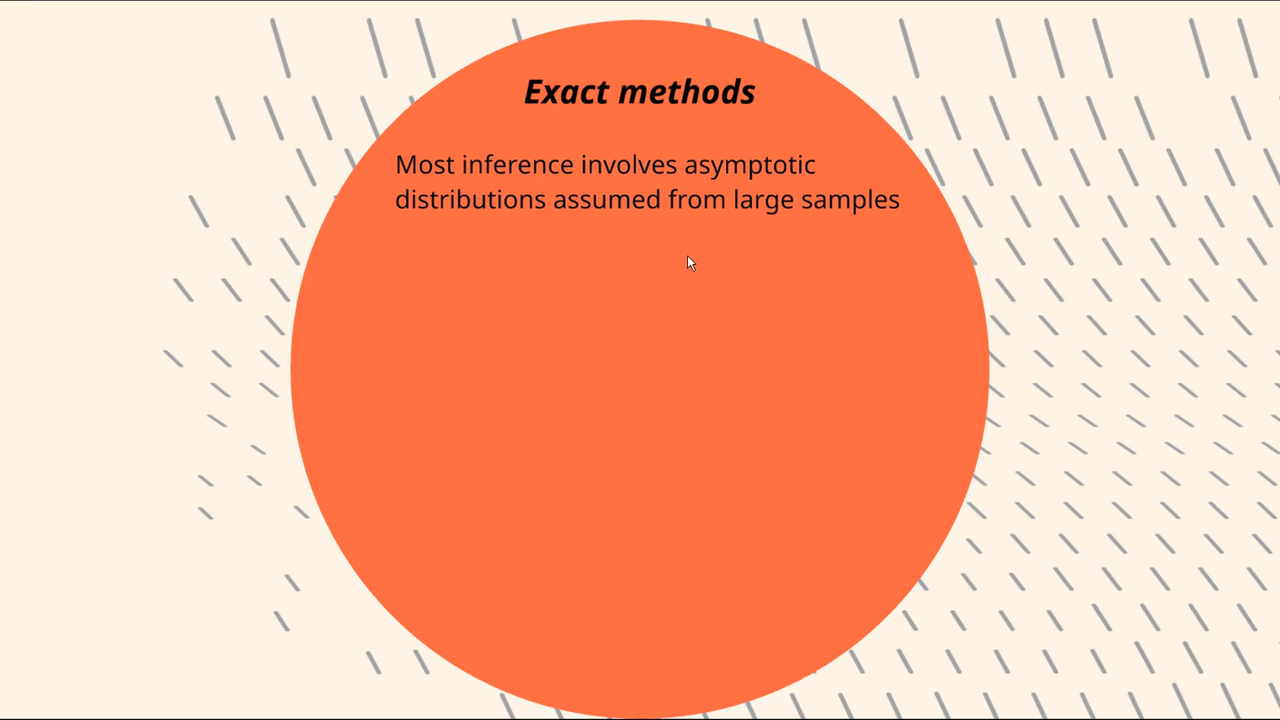 Exact methods
Most inference involves asymptotic
distributions assumed from large samples